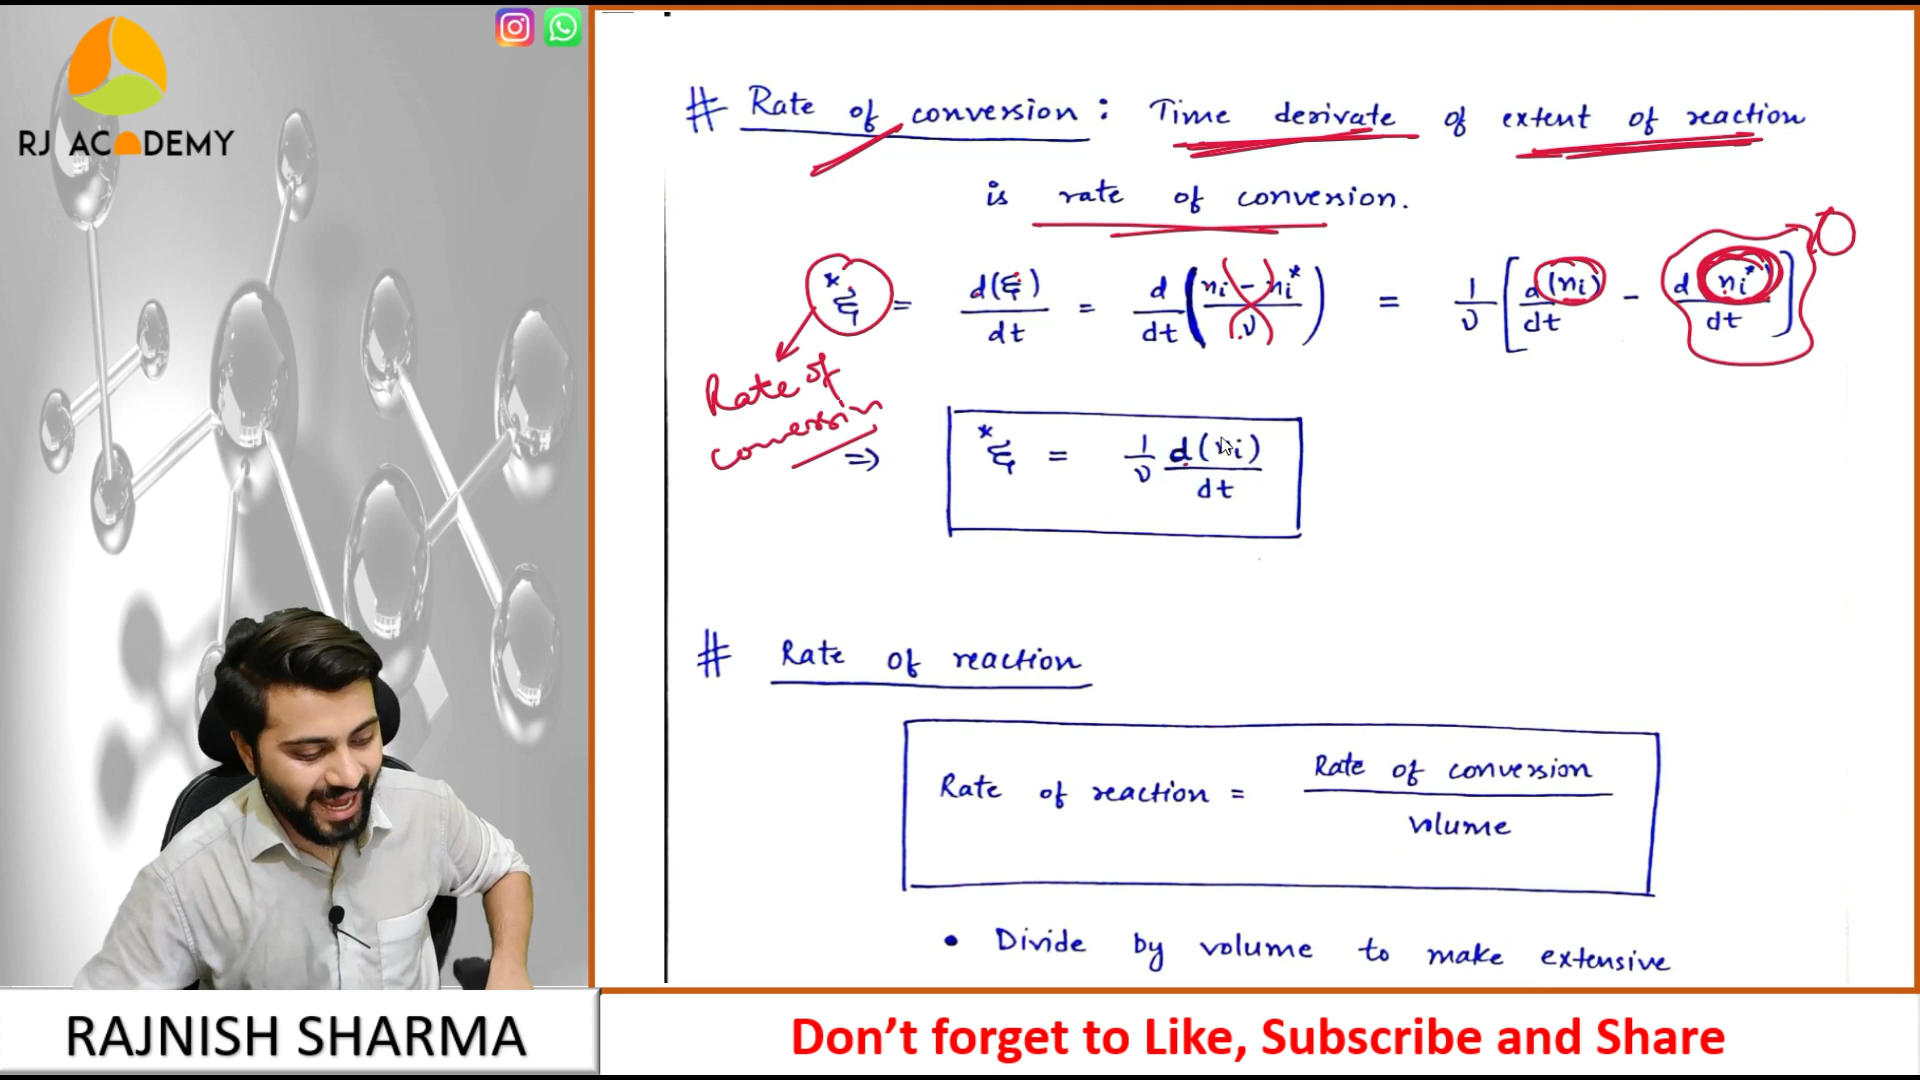 RJ ACADEMY
# Rate of conversion : Time derivate of extent of reaction
is rate of conversion.
*ξ = d(ξ)/dt = d/dt ( ni - ni* / ν ) = 1/ν [ d(ni)/dt - d ni*/dt ] 0
Rate of
conversion
⇒ *ξ = 1/ν d(ni)/dt
# Rate of reaction
Rate of reaction = Rate of conversion / volume
• Divide by volume to make extensive
RAJNISH SHARMA
Don't forget to Like, Subscribe and Share